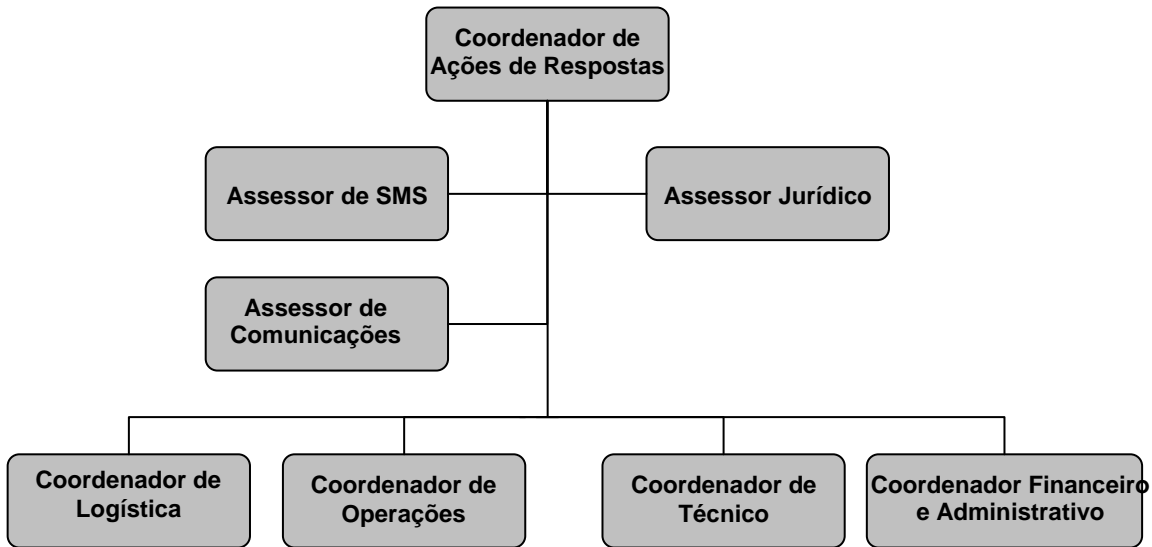 Coordenador de
Ações de Respostas
Assessor de SMS
Assessor Jurídico
Assessor de
Comunicações
Coordenador de
Logística
Coordenador de
Operações
Coordenador de
Técnico
Coordenador Financeiro
e Administrativo